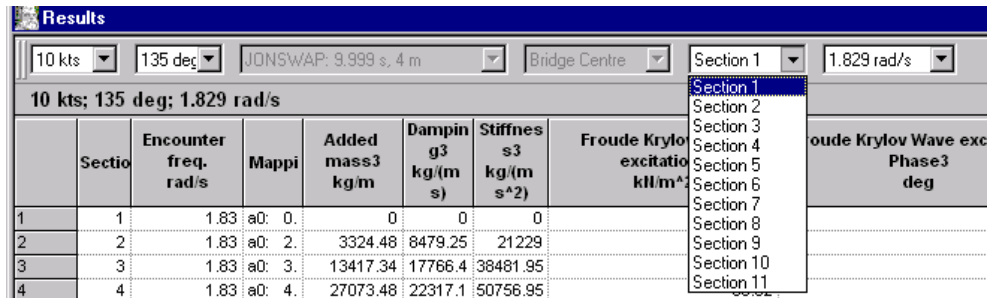 Results
10 kts 135 deg JONSWAP: 9.999 s, 4 m Bridge Centre Section 1 1.829 rad/s
10 kts; 135 deg; 1.829 rad/s
Section 1
Section 2
Section 3
Section 4
Section 5
Section 6
Section 7
Section 8
Section 9
Section 10
Section 11
Sectio Encounter freq. rad/s Mappi Added mass3 kg/m Dampin g3 kg/(m s) Stiffnes s3 kg/(m s^2) Froude Krylo excitatio kN/m^ oude Krylov Wave exc Phase3 deg
1 1 1.83 a0: 0. 0 0 0
2 2 1.83 a0: 2. 3324.48 8479.25 21229
3 3 1.83 a0: 3. 13417.34 17766.4 38481.95
4 4 1.83 a0: 4. 27073.48 22317.1 50756.95